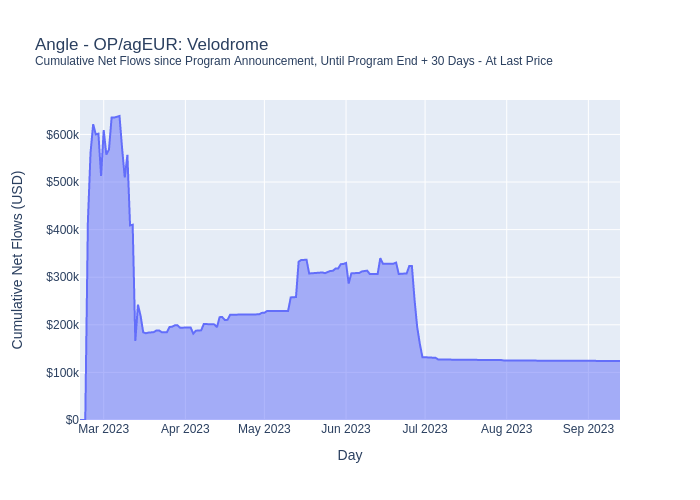 Angle - OP/agEUR: Velodrome
Cumulative Net Flows since Program Announcement, Until Program End + 30 Days - At Last Price
Cumulative Net Flows (USD)
$600k
$500k
$400k
$300k
$200k
$100k
$0
Mar 2023 Apr 2023 May 2023 Jun 2023 Jul 2023 Aug 2023 Sep 2023
Day